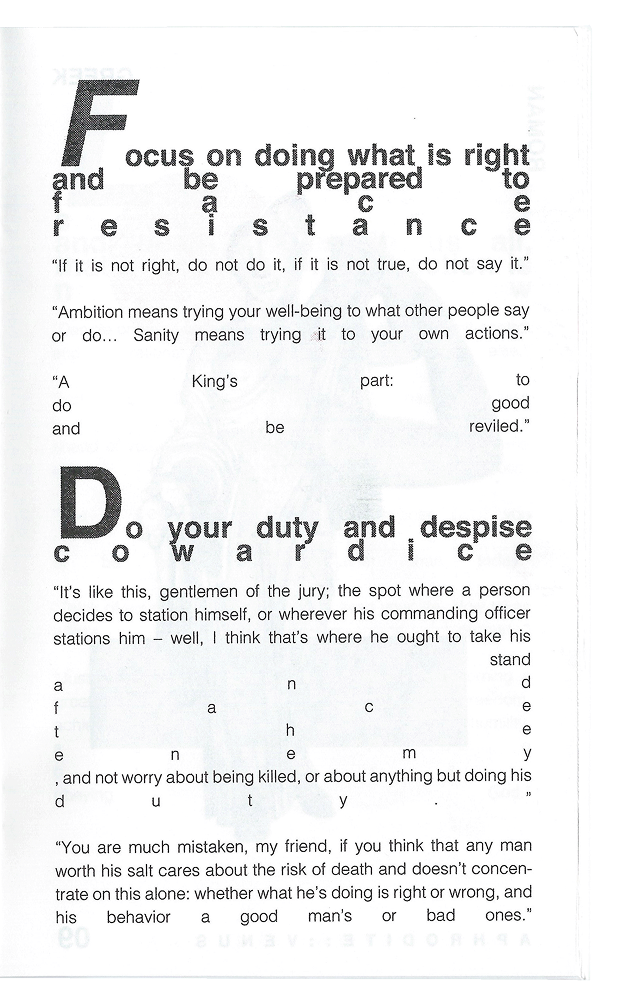 Focus on doing what is right
and be prepared to
face
resistance
“If it is not right, do not do it, if it is not true, do not say it.”
“Ambition means trying your well-being to what other people say
or do... Sanity means trying it to your own actions.”
“A King's part: to
do good
and be reviled.”
Do your duty and despise
cowardice
“It's like this, gentlemen of the jury; the spot where a person
decides to station himself, or wherever his commanding officer
stations him – well, I think that's where he ought to take his
stand
and
face
the
enemy
, and not worry about being killed, or about anything but doing his
duty.”
“You are much mistaken, my friend, if you think that any man
worth his salt cares about the risk of death and doesn't concen-
trate on this alone: whether what he's doing is right or wrong, and
his behavior a good man's or bad ones.”
09 APHRODITE::VENUS